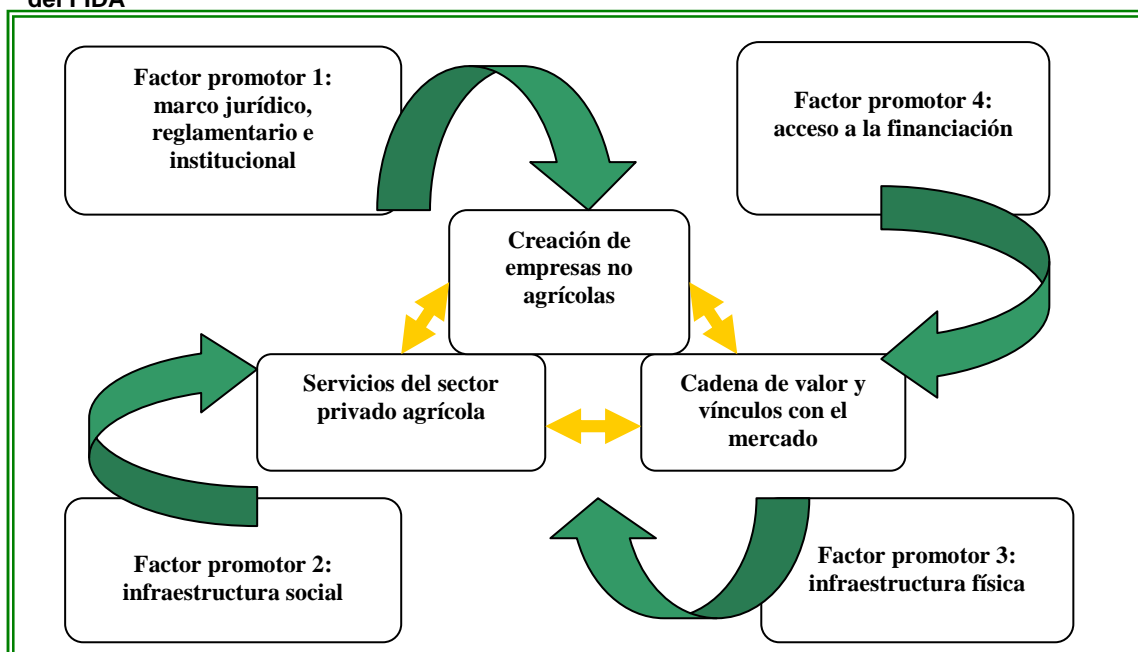 del FIDA
Factor promotor 1:
marco jurídico,
reglamentario e
institucional
Factor promotor 4:
acceso a la financiación
Creación de
empresas no
agrícolas
Servicios del sector
privado agrícola
Cadena de valor y
vínculos con el
mercado
Factor promotor 2:
infraestructura social
Factor promotor 3:
infraestructura física